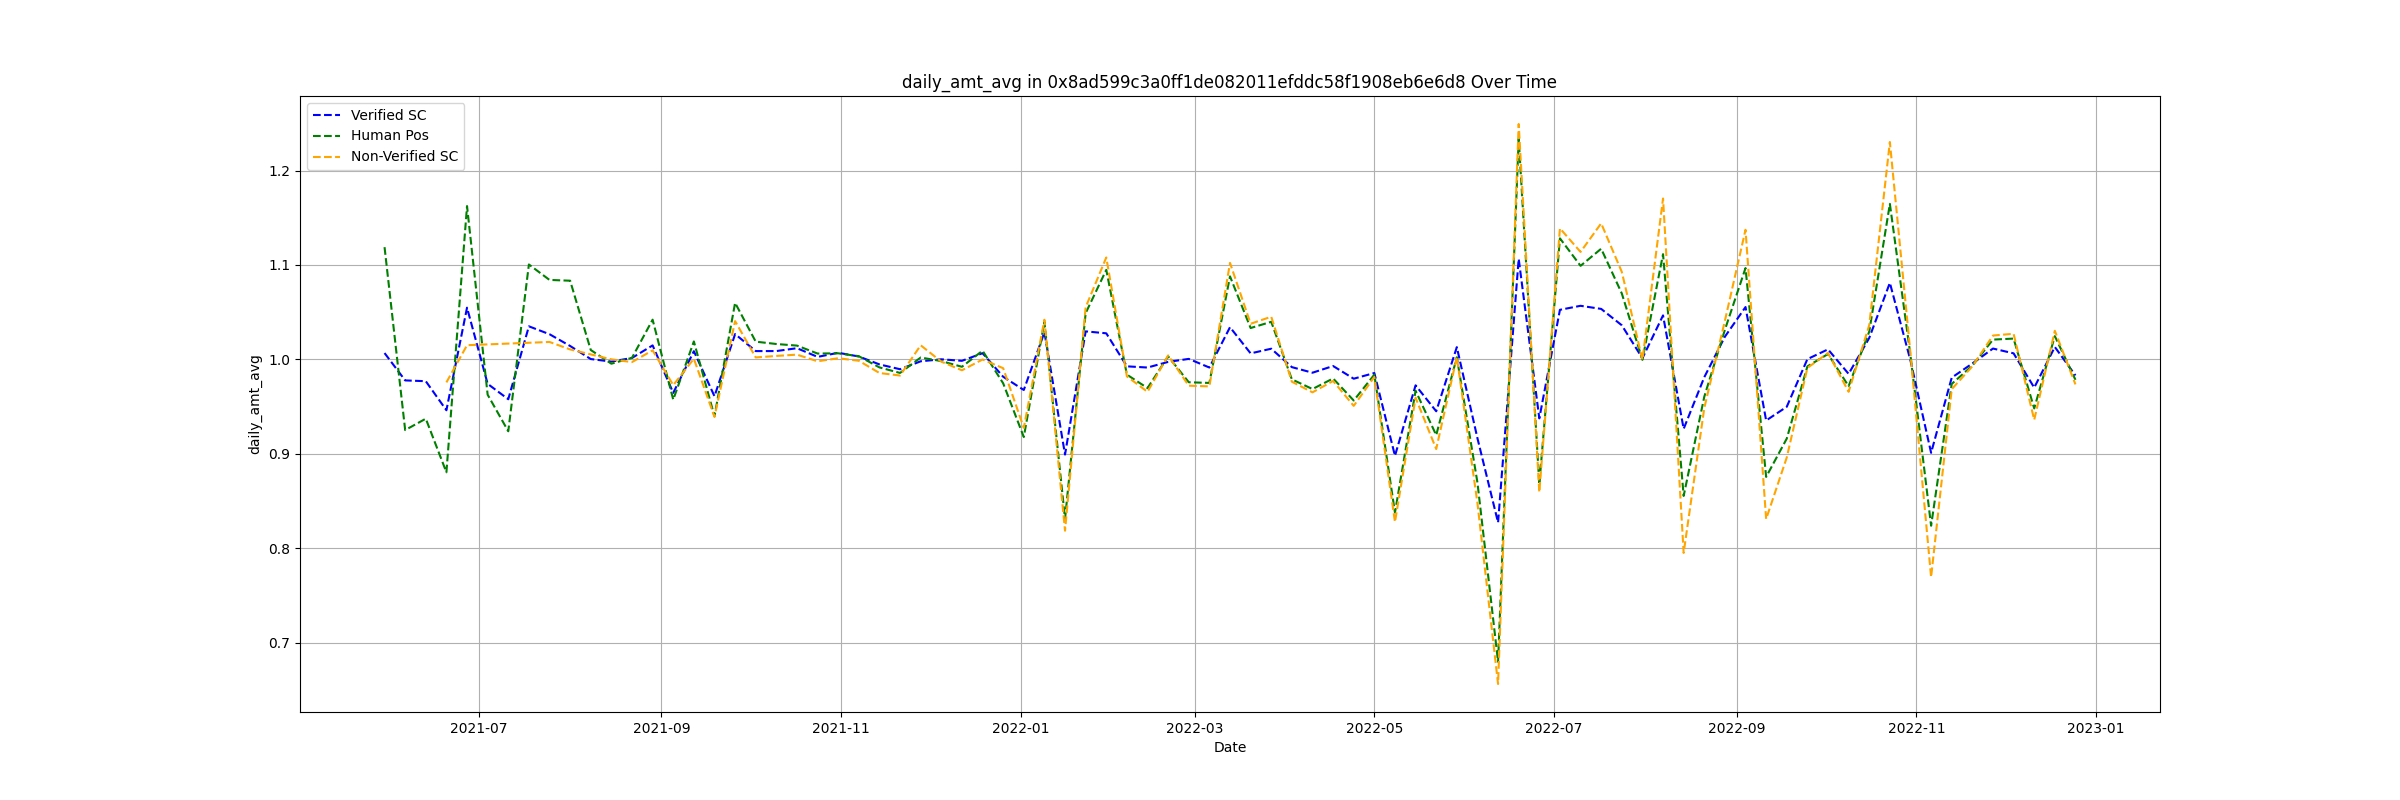 daily_amt_avg in 0x8ad599c3a0ff1de082011efddc58f1908eb6e6d8 Over Time
Verified SC
Human Pos
Non-Verified SC
daily_amt_avg
1.2
1.1
1.0
0.9
0.8
0.7
2021-07
2021-09
2021-11
2022-01
2022-03
2022-05
2022-07
2022-09
2022-11
2023-01
Date